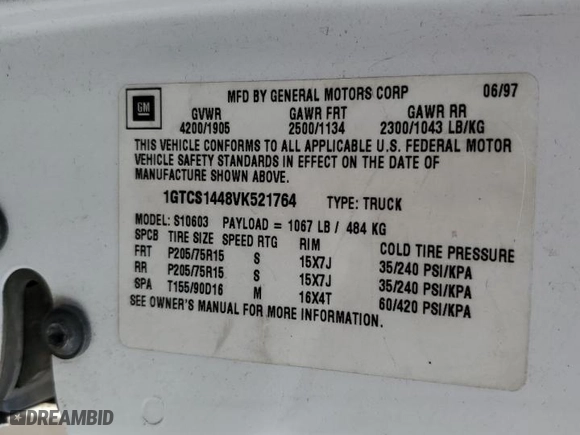 GM
MFD BY GENERAL MOTORS CORP 06/97
GVWR GAWR FRT GAWR RR
4200/1905 2500/1134 2300/1043 LB/KG
THIS VEHICLE CONFORMS TO ALL APPLICABLE U.S. FEDERAL MOTOR
VEHICLE SAFETY STANDARDS IN EFFECT ON THE DATE OF
MANUFACTURE SHOWN ABOVE.
1GTCS1448VK521764 TYPE: TRUCK
MODEL: S10603 PAYLOAD = 1067 LB / 484 KG
SPCB TIRE SIZE SPEED RTG RIM COLD TIRE PRESSURE
FRT P205/75R15 S 15X7J 35/240 PSI/KPA
RR P205/75R15 S 15X7J 35/240 PSI/KPA
SPA T155/90D16 M 16X4T 60/420 PSI/KPA
SEE OWNER'S MANUAL FOR MORE INFORMATION.
DREAMBID